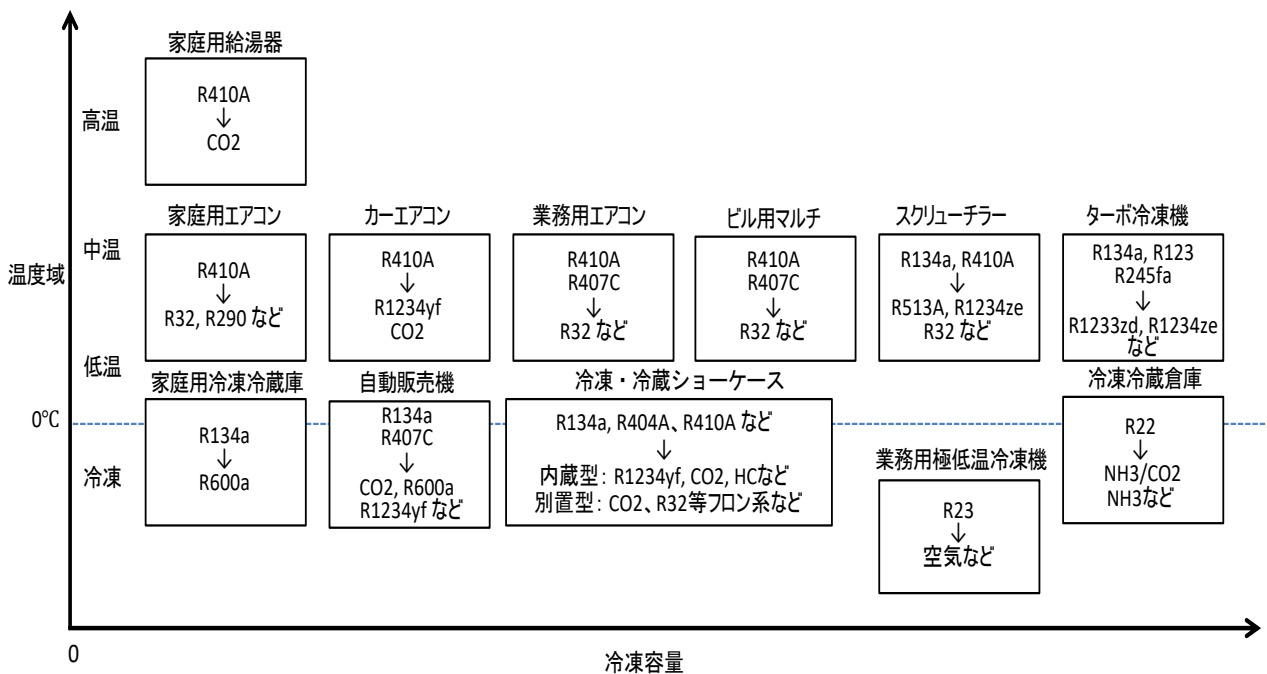 家庭用給湯器
R410A
↓
CO2
高温
家庭用エアコン
R410A
↓
R32, R290 など
カーエアコン
R410A
↓
R1234yf
CO2
業務用エアコン
R410A
R407C
↓
R32 など
ビル用マルチ
R410A
R407C
↓
R32 など
スクリューチラー
R134a, R410A
↓
R513A, R1234ze
R32 など
ターボ冷凍機
R134a, R123
R245fa
↓
R1233zd, R1234ze
など
中温
温度域
低温
0℃
冷凍
家庭用冷凍冷蔵庫
R134a
↓
R600a
自動販売機
R134a
R407C
↓
CO2, R600a
R1234yf など
冷凍・冷蔵ショーケース
R134a, R404A、R410A など
↓
内蔵型：R1234yf, CO2, HCなど
別置型：CO2、R32等フロン系など
業務用極低温冷凍機
R23
↓
空気など
冷凍冷蔵倉庫
R22
↓
NH3/CO2
NH3など
0
冷凍容量